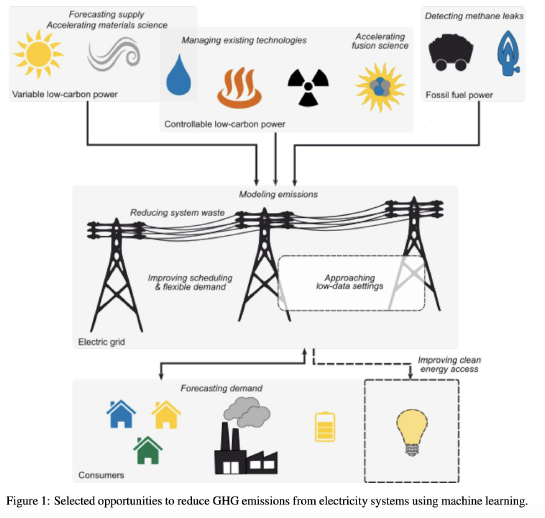 Forecasting supply
Accelerating materials science
Variable low-carbon power
Managing existing technologies
Accelerating
fusion science
Controllable low-carbon power
Detecting methane leaks
Fossil fuel power
Modeling emissions
Reducing system waste
Improving scheduling
& flexible demand
Approaching
low-data settings
Electric grid
Improving clean
energy access
Forecasting demand
Consumers
Figure 1: Selected opportunities to reduce GHG emissions from electricity systems using machine learning.